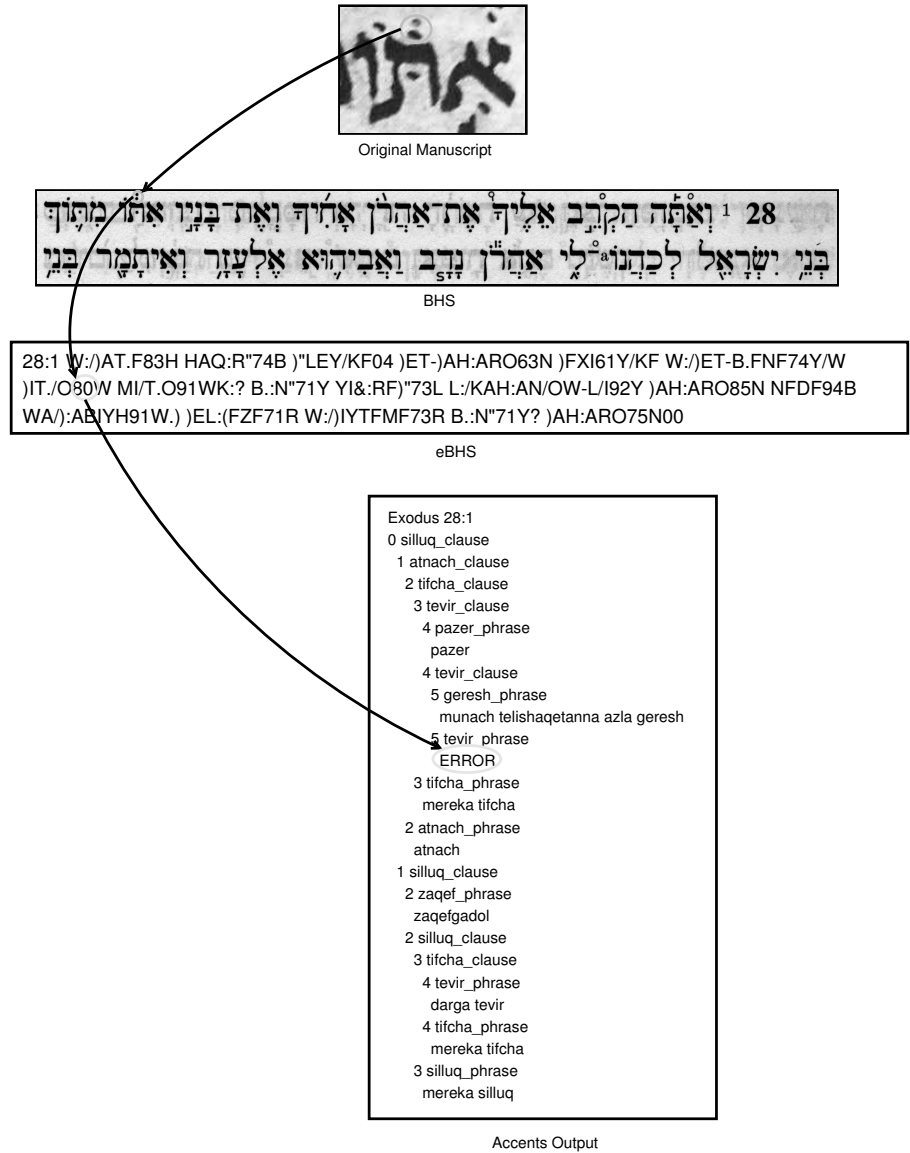 אִתּ֔וֹ
Original Manuscript
28 1 וְאַתָּ֡ה הַקְרֵ֣ב אֵלֶיךָ֩ אֶת־אַהֲרֹ֨ן אָחִ֜יךָ וְאֶת־בָּנָ֣יו אִתּ֔וֹ מִתּ֛וֹךְ
בְּנֵ֥י יִשְׂרָאֵ֖ל לְכַהֲנוֹ־ᵃלִ֑י אַהֲרֹ֕ן נָדָ֧ב וַאֲבִיה֛וּא אֶלְעָזָ֥ר וְאִיתָמָ֖ר בְּנֵ֥י
BHS
28:1 W:/)AT.F83H HAQ:R"74B )"LEY/KF04 )ET-)AH:ARO63N )FXI61Y/KF W:/)ET-B.FNF74Y/W
)IT./O80W MI/T.O91WK:? B.:N"71Y YI&:RF)"73L L:/KAH:AN/OW-L/I92Y )AH:ARO85N NFDF94B
WA/):ABIYH91W.) )EL:(FZF71R W:/)IYTFMF73R B.:N"71Y? )AH:ARO75N00
eBHS
Exodus 28:1
0 silluq_clause
1 atnach_clause
2 tifcha_clause
3 tevir_clause
4 pazer_phrase
pazer
4 tevir_clause
5 geresh_phrase
munach telishaqetanna azla geresh
5 tevir_phrase
ERROR
3 tifcha_phrase
mereka tifcha
2 atnach_phrase
atnach
1 silluq_clause
2 zaqef_phrase
zaqefgadol
2 silluq_clause
3 tifcha_clause
4 tevir_phrase
darga tevir
4 tifcha_phrase
mereka tifcha
3 silluq_phrase
mereka silluq
Accents Output